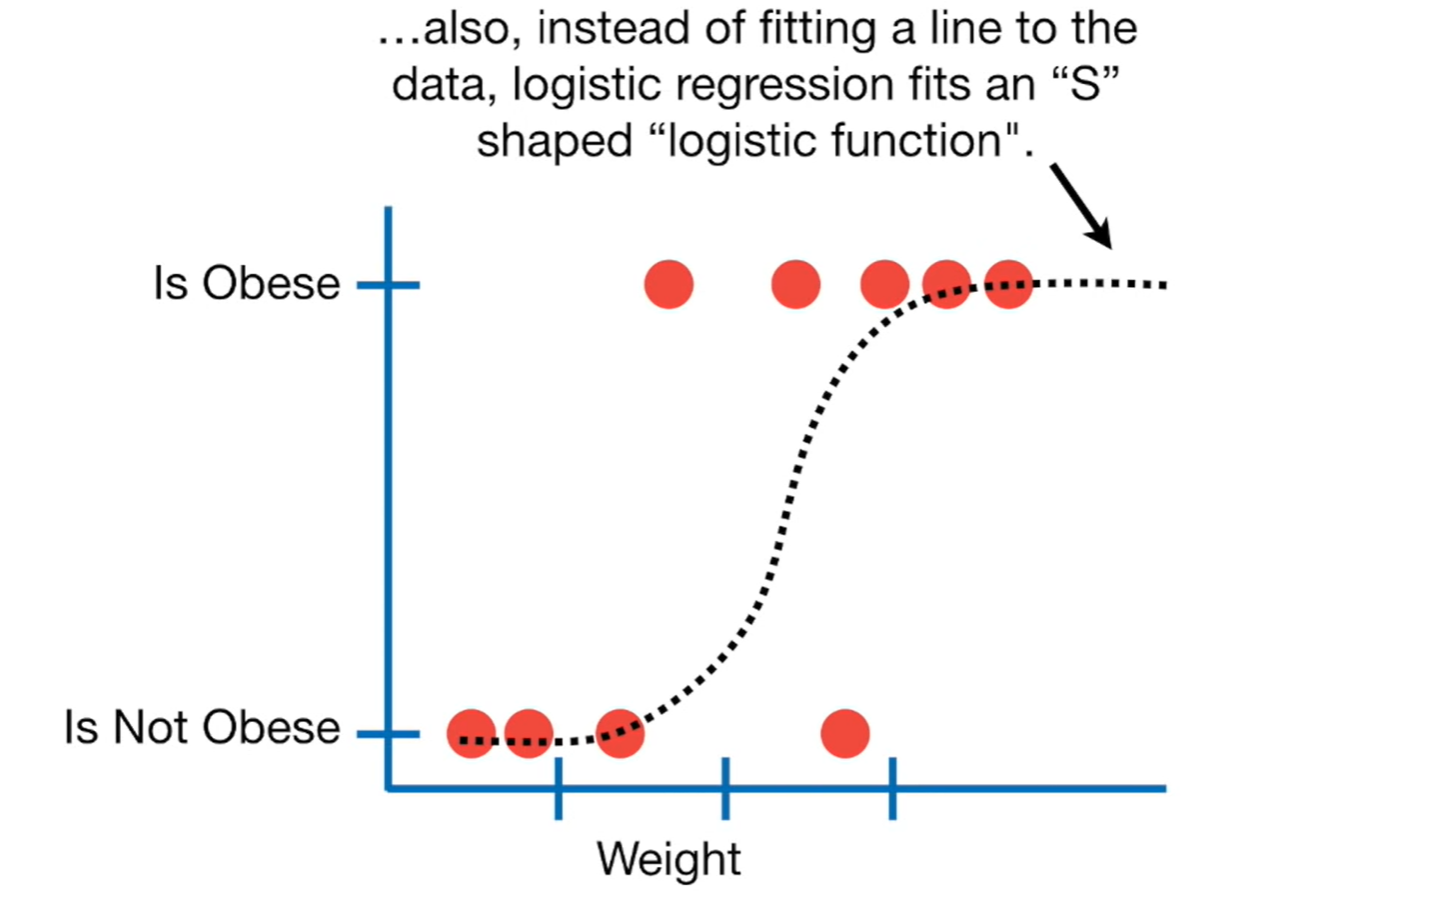 …also, instead of fitting a line to the
data, logistic regression fits an “S”
shaped “logistic function".
Is Obese
Is Not Obese
Weight